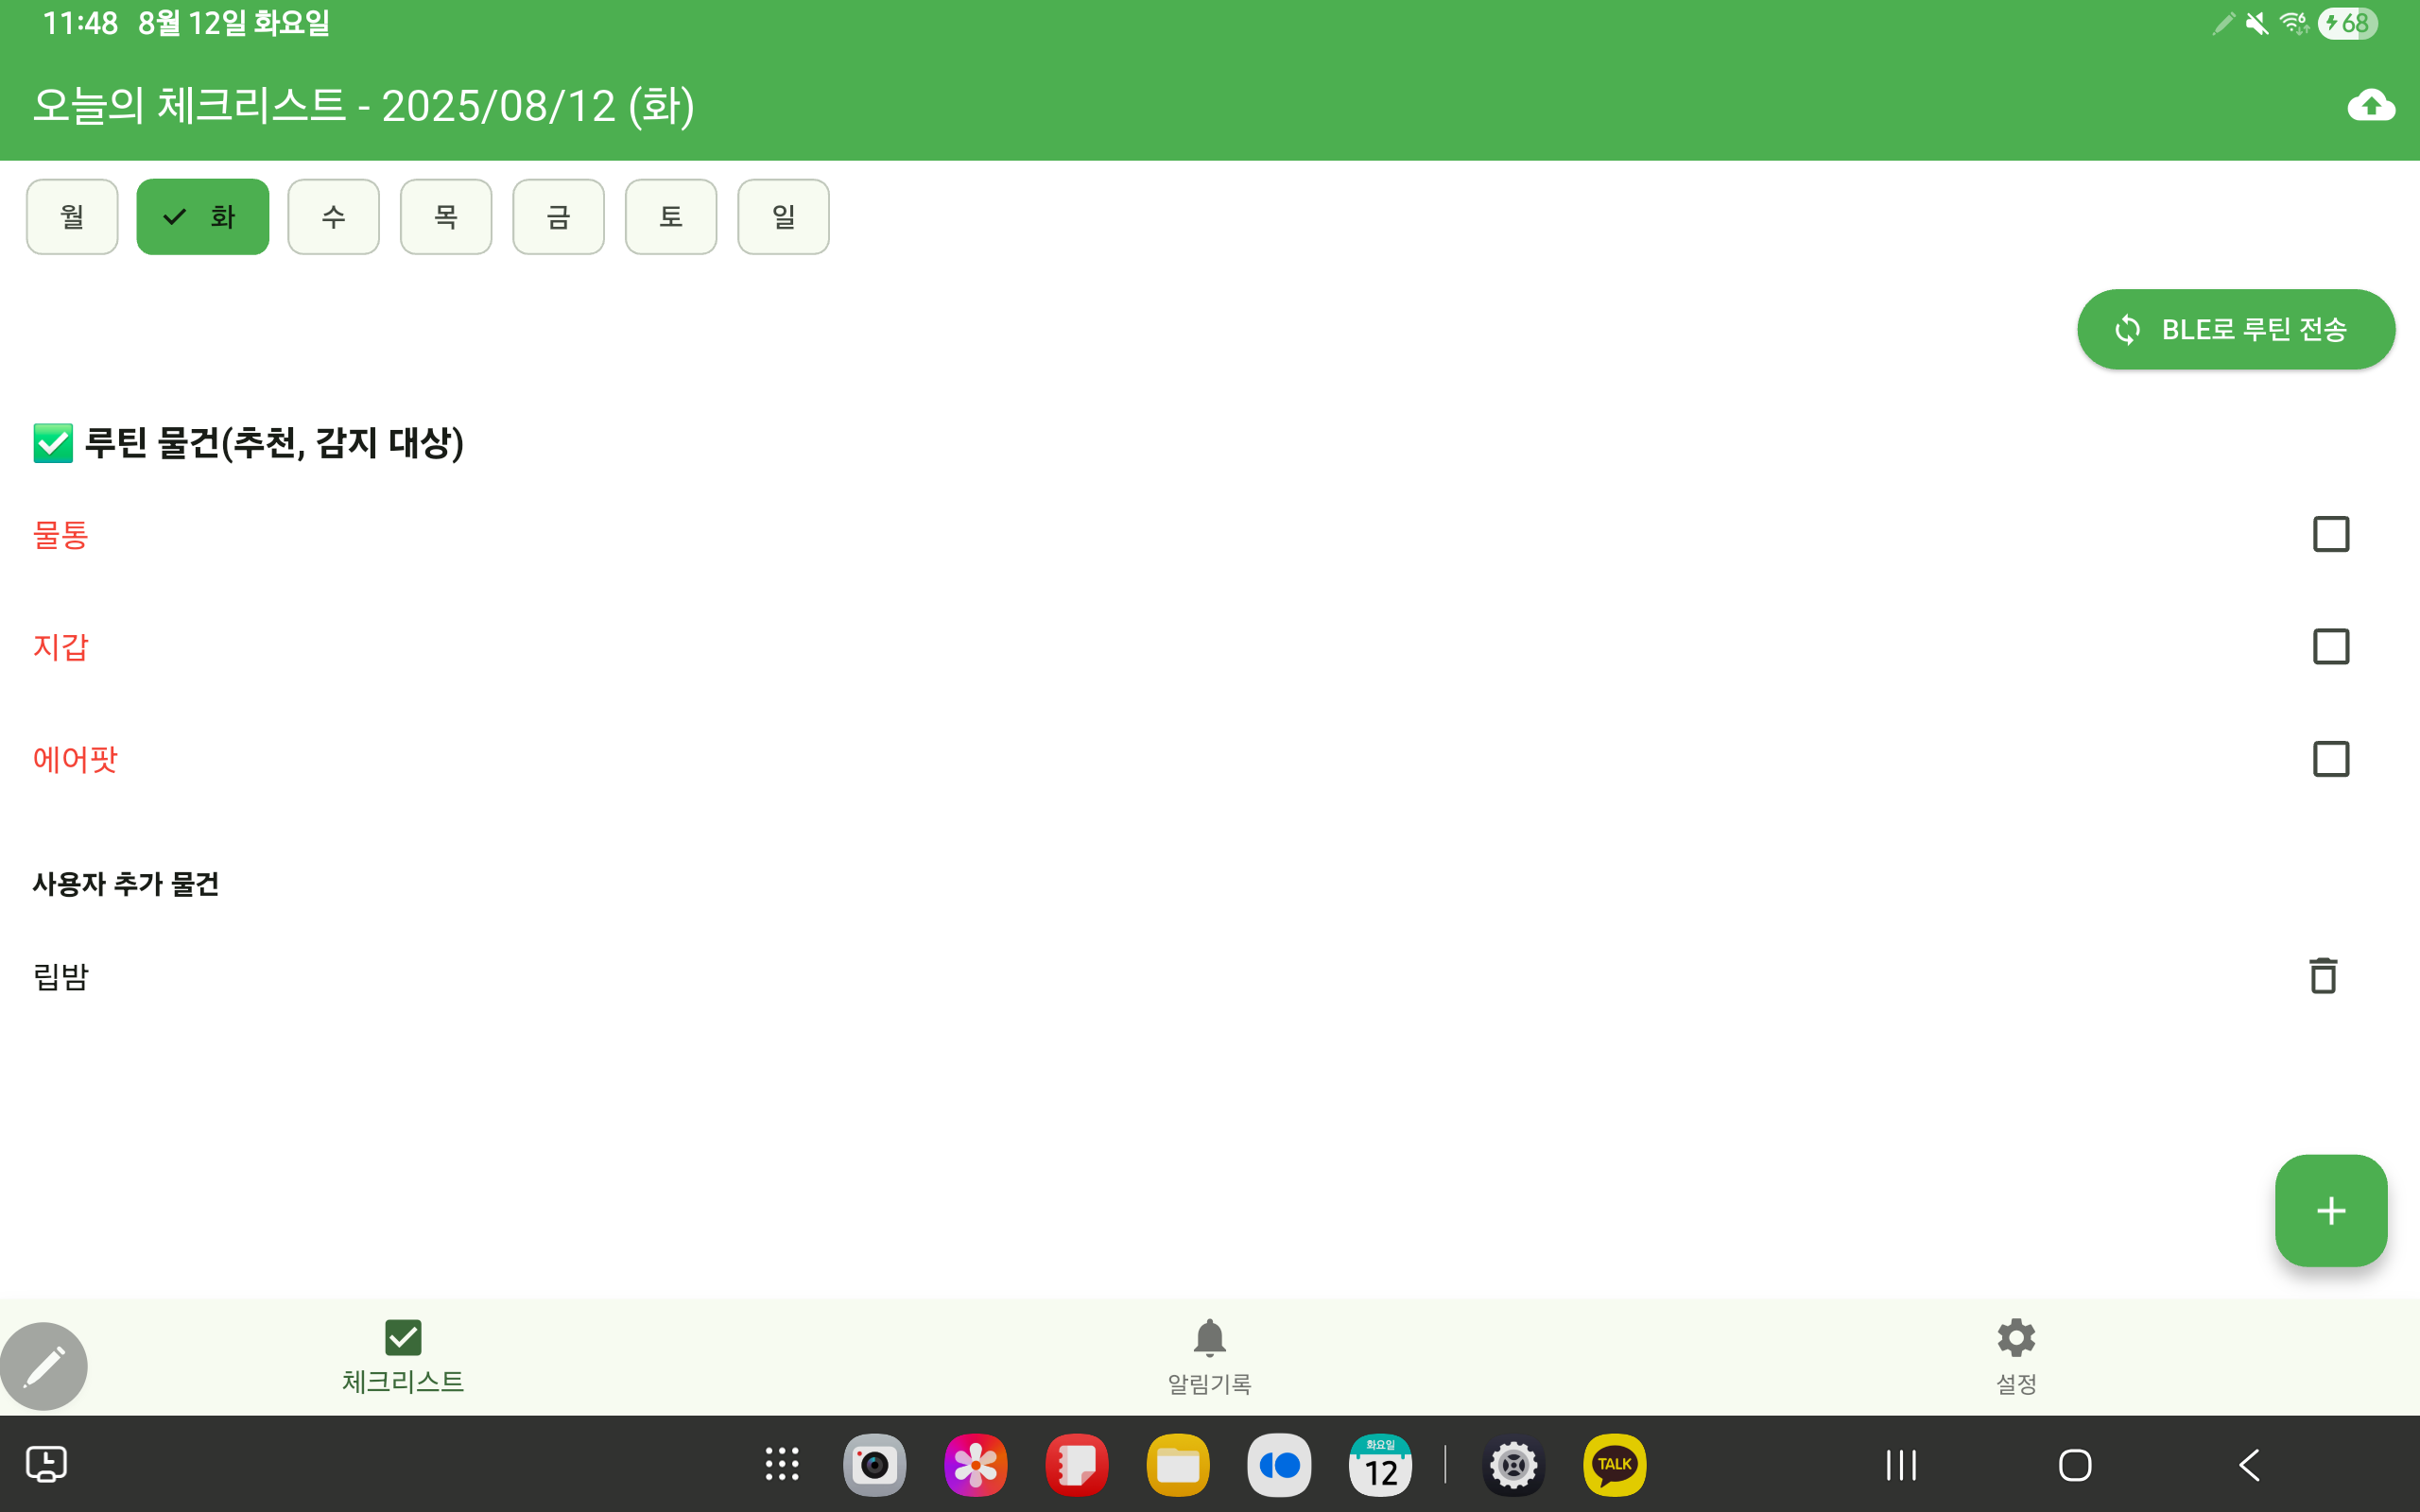 11:48 8월 12일 화요일
68
오늘의 체크리스트 - 2025/08/12 (화)
월 화 수 목 금 토 일
BLE로 루틴 전송
✅ 루틴 물건(추천, 감지 대상)
물통
지갑
에어팟
사용자 추가 물건
립밤
체크리스트 알림기록 설정
화요일
12
TALK